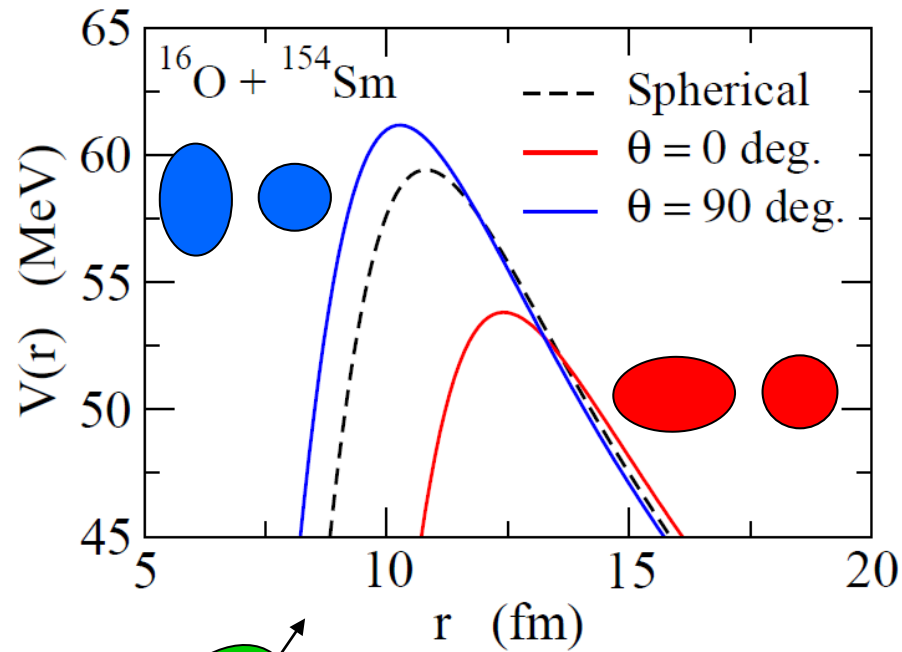 65
60
55
50
45
V(r) (MeV)
¹⁶O + ¹⁵⁴Sm
Spherical
θ = 0 deg.
θ = 90 deg.
5 10 15 20
r (fm)